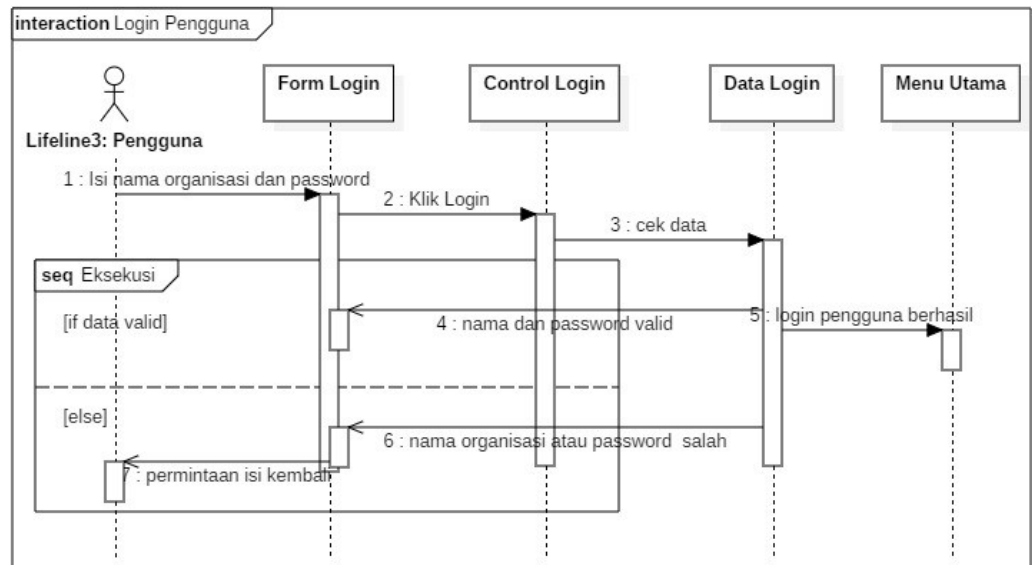 interaction Login Pengguna
Form Login
Control Login
Data Login
Menu Utama
Lifeline3: Pengguna
1 : Isi nama organisasi dan password
2 : Klik Login
3 : cek data
seq Eksekusi
[if data valid]
4 : nama dan password valid
5 : login pengguna berhasil
[else]
6 : nama organisasi atau password salah
7 : permintaan isi kembali